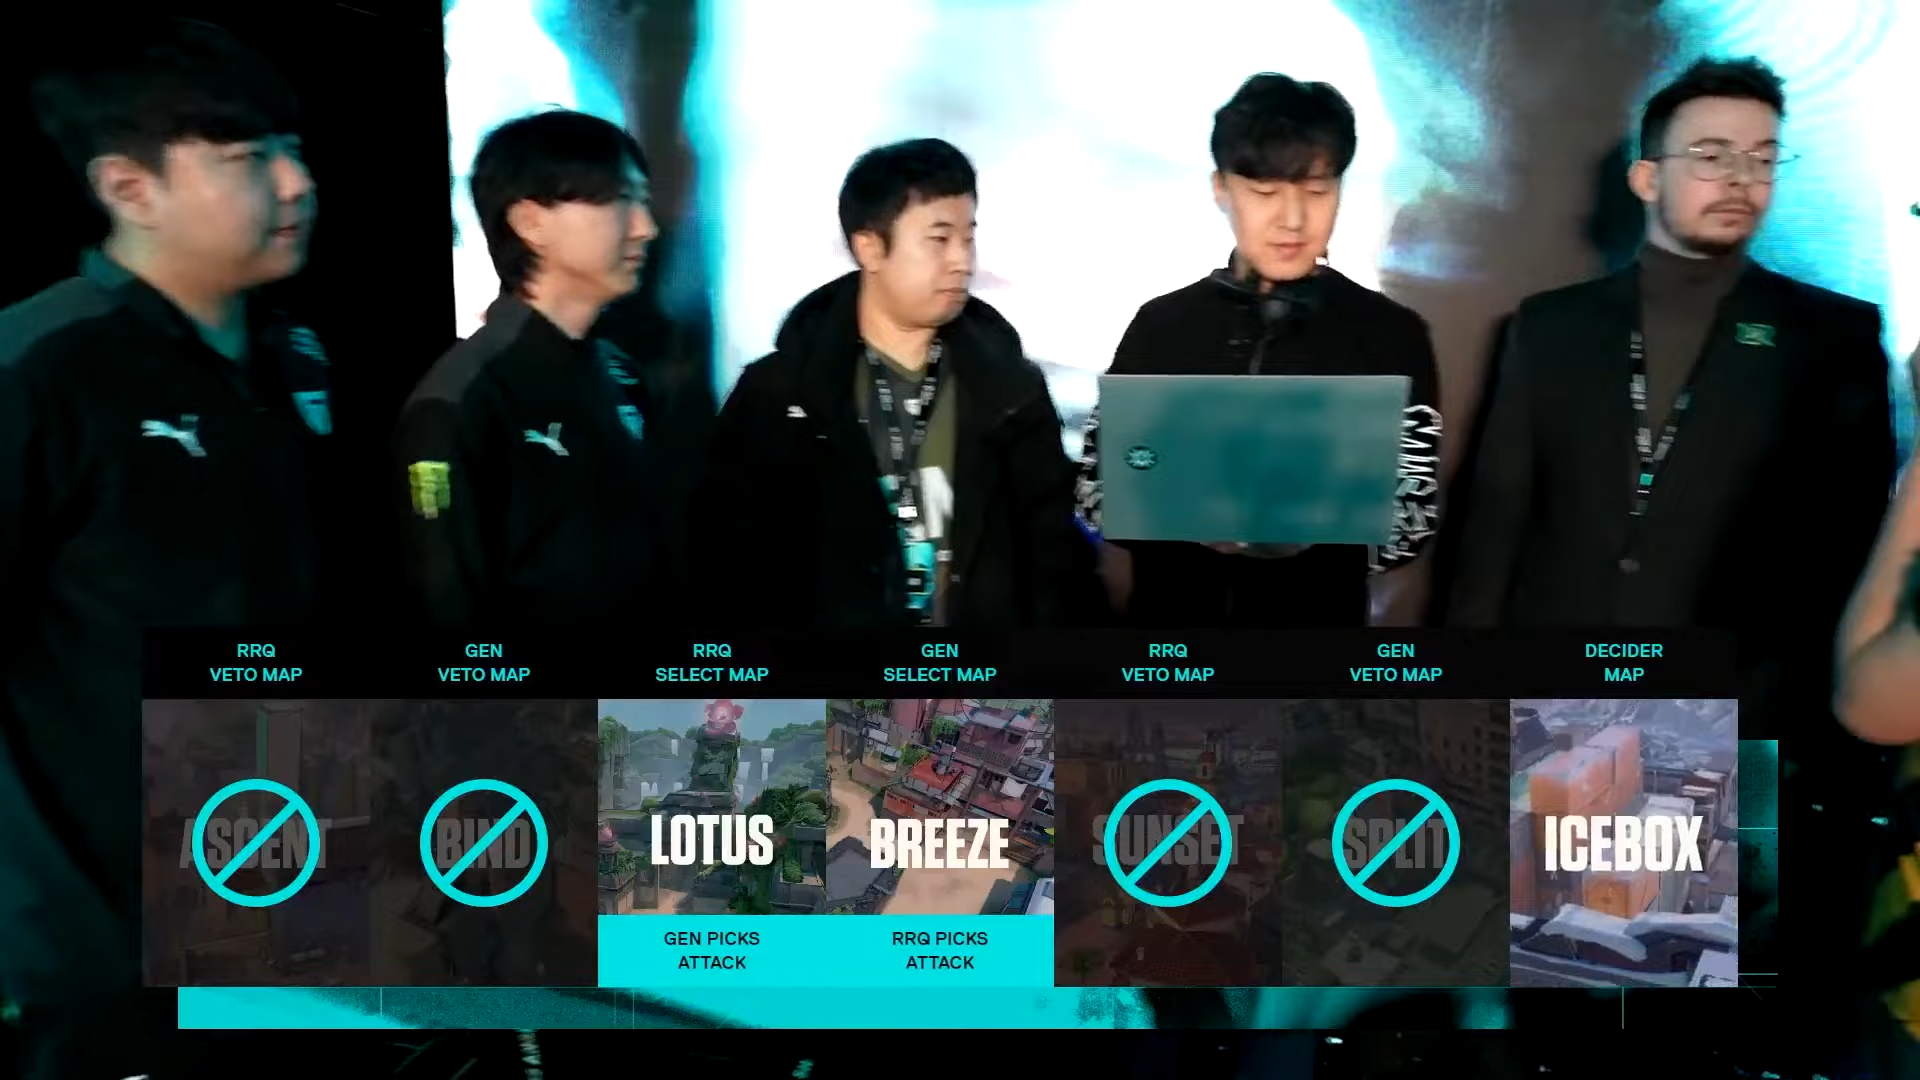 RRQ
VETO MAP
GEN
VETO MAP
RRQ
SELECT MAP
GEN
SELECT MAP
RRQ
VETO MAP
GEN
VETO MAP
DECIDER
MAP
ASCENT
BIND
LOTUS
BREEZE
SUNSET
SPLIT
ICEBOX
GEN PICKS
ATTACK
RRQ PICKS
ATTACK